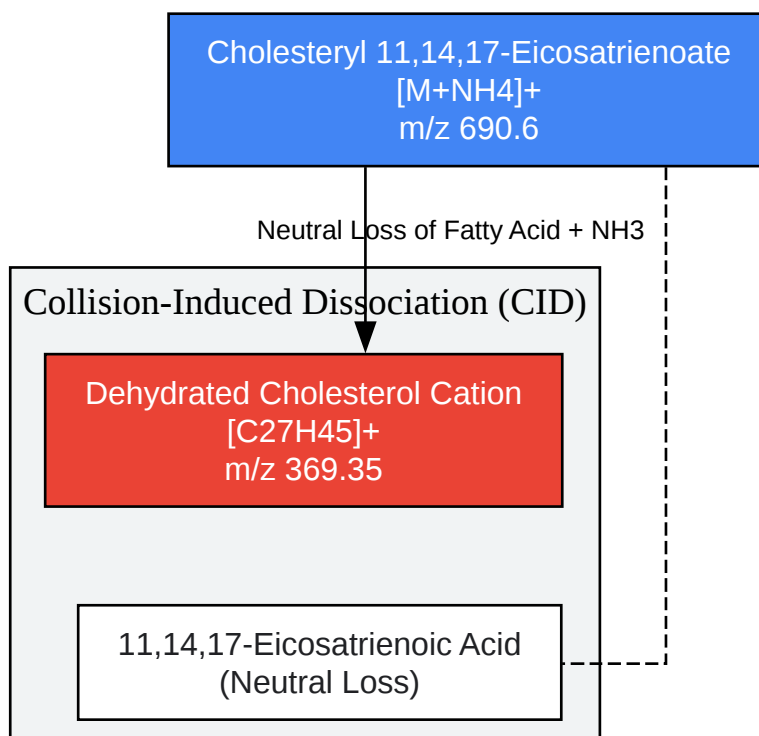 Cholesteryl 11,14,17-Eicosatrienoate
[M+NH4]+
m/z 690.6
Neutral Loss of Fatty Acid + NH3
Collision-Induced Dissociation (CID)
Dehydrated Cholesterol Cation
[C27H45]+
m/z 369.35
11,14,17-Eicosatrienoic Acid
(Neutral Loss)